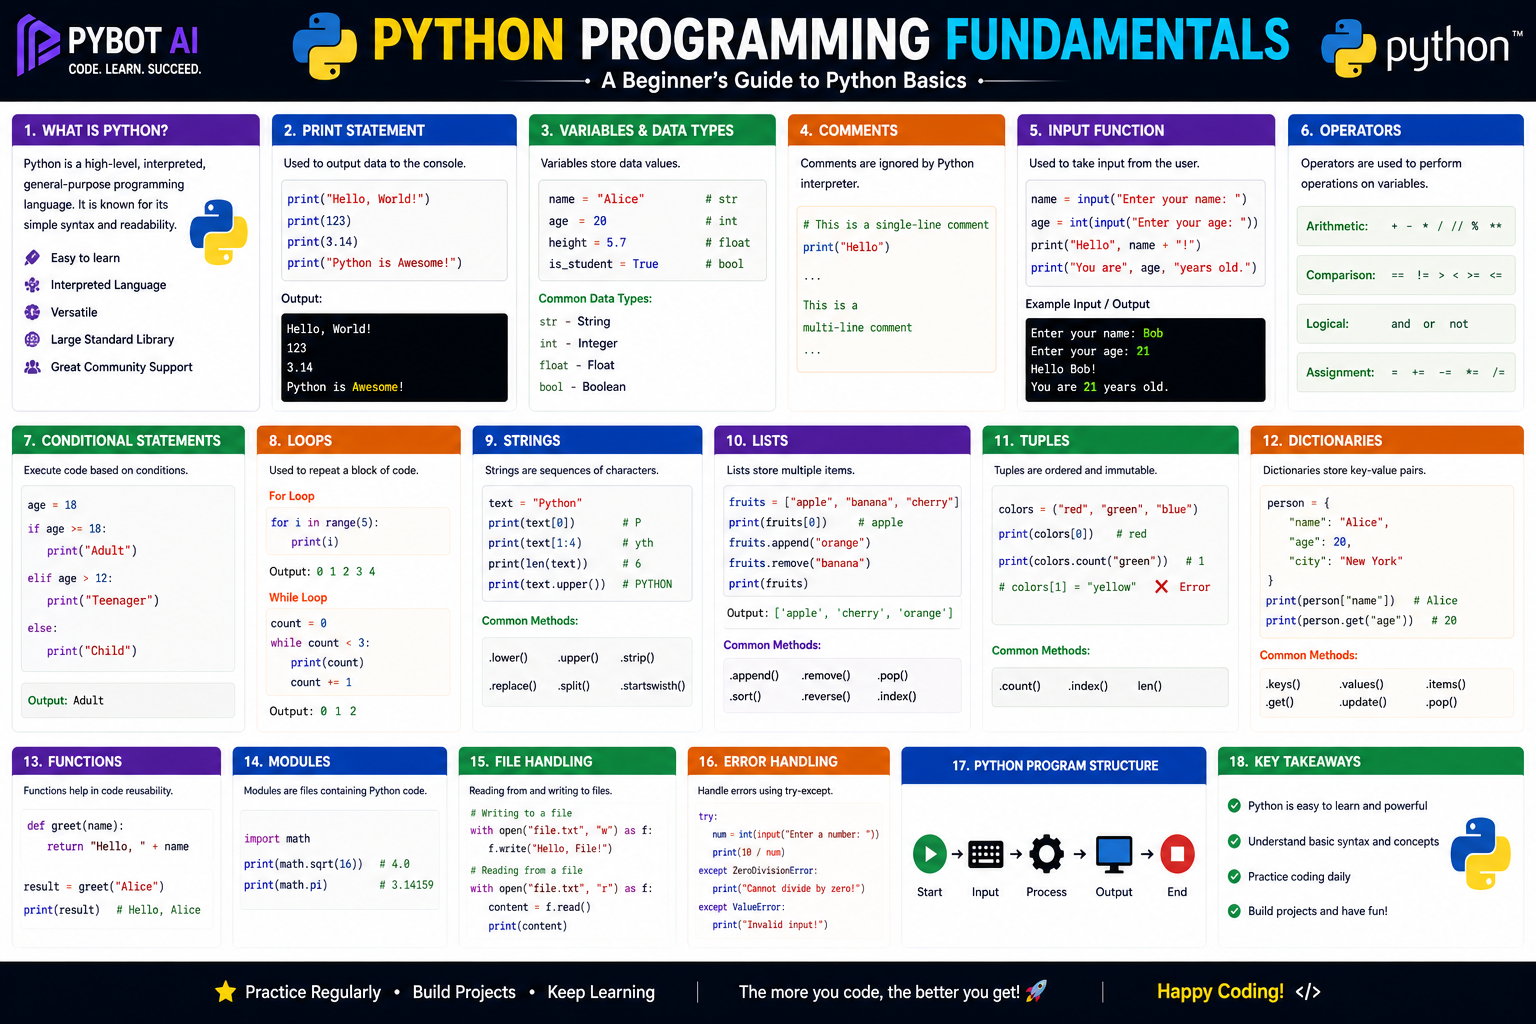 PYBOT AI
CODE. LEARN. SUCCEED.
PYTHON PROGRAMMING FUNDAMENTALS
A Beginner's Guide to Python Basics
python™
1. WHAT IS PYTHON?
Python is a high-level, interpreted,
general-purpose programming
language. It is known for its
simple syntax and readability.
Easy to learn
Interpreted Language
Versatile
Large Standard Library
Great Community Support
2. PRINT STATEMENT
Used to output data to the console.
print("Hello, World!")
print(123)
print(3.14)
print("Python is Awesome!")
Output:
Hello, World!
123
3.14
Python is Awesome!
3. VARIABLES & DATA TYPES
Variables store data values.
name = "Alice" # str
age = 20 # int
height = 5.7 # float
is_student = True # bool
Common Data Types:
str - String
int - Integer
float - Float
bool - Boolean
4. COMMENTS
Comments are ignored by Python
interpreter.
# This is a single-line comment
print("Hello")
...
This is a
multi-line comment
...
5. INPUT FUNCTION
Used to take input from the user.
name = input("Enter your name: ")
age = int(input("Enter your age: "))
print("Hello", name + "!")
print("You are", age, "years old.")
Example Input / Output
Enter your name: Bob
Enter your age: 21
Hello Bob!
You are 21 years old.
6. OPERATORS
Operators are used to perform
operations on variables.
Arithmetic: + - * / // % **
Comparison: == != > < >= <=
Logical: and or not
Assignment: = += -= *= /=
7. CONDITIONAL STATEMENTS
Execute code based on conditions.
age = 18
if age >= 18:
print("Adult")
elif age > 12:
print("Teenager")
else:
print("Child")
Output: Adult
8. LOOPS
Used to repeat a block of code.
For Loop
for i in range(5):
print(i)
Output: 0 1 2 3 4
While Loop
count = 0
while count < 3:
print(count)
count += 1
Output: 0 1 2
9. STRINGS
Strings are sequences of characters.
text = "Python"
print(text[0]) # P
print(text[1:4] # yth
print(len(text)) # 6
print(text.upper()) # PYTHON
Common Methods:
.lower() .upper() .strip()
.replace() .split() .startswisth()
10. LISTS
Lists store multiple items.
fruits = ["apple", "banana", "cherry"]
print(fruits[0]) # apple
fruits.append("orange")
fruits.remove("banana")
print(fruits)
Output: ['apple', 'cherry', 'orange']
Common Methods:
.append() .remove() .pop()
.sort() .reverse() .index()
11. TUPLES
Tuples are ordered and immutable.
colors = ("red", "green", "blue")
print(colors[0]) # red
print(colors.count("green")) # 1
# colors[1] = "yellow" ❌ Error
Common Methods:
.count() .index() len()
12. DICTIONARIES
Dictionaries store key-value pairs.
person = {
"name": "Alice",
"age": 20,
"city": "New York"
}
print(person["name"]) # Alice
print(person.get("age")) # 20
Common Methods:
.keys() .values() .items()
.get() .update() .pop()
13. FUNCTIONS
Functions help in code reusability.
def greet(name):
return "Hello, " + name
result = greet("Alice")
print(result) # Hello, Alice
14. MODULES
Modules are files containing Python code.
import math
print(math.sqrt(16)) # 4.0
print(math.pi) # 3.14159
15. FILE HANDLING
Reading from and writing to files.
# Writing to a file
with open("file.txt", "w") as f:
f.write("Hello, File!")
# Reading from a file
with open("file.txt", "r") as f:
content = f.read()
print(content)
16. ERROR HANDLING
Handle errors using try-except.
try:
num = int(input("Enter a number: "))
print(10 / num)
except ZeroDivisionError:
print("Cannot divide by zero!")
except ValueError:
print("Invalid input!")
17. PYTHON PROGRAM STRUCTURE
Start Input Process Output End
18. KEY TAKEAWAYS
Python is easy to learn and powerful
Understand basic syntax and concepts
Practice coding daily
Build projects and have fun!
Practice Regularly • Build Projects • Keep Learning | The more you code, the better you get! 🚀 | Happy Coding! </>